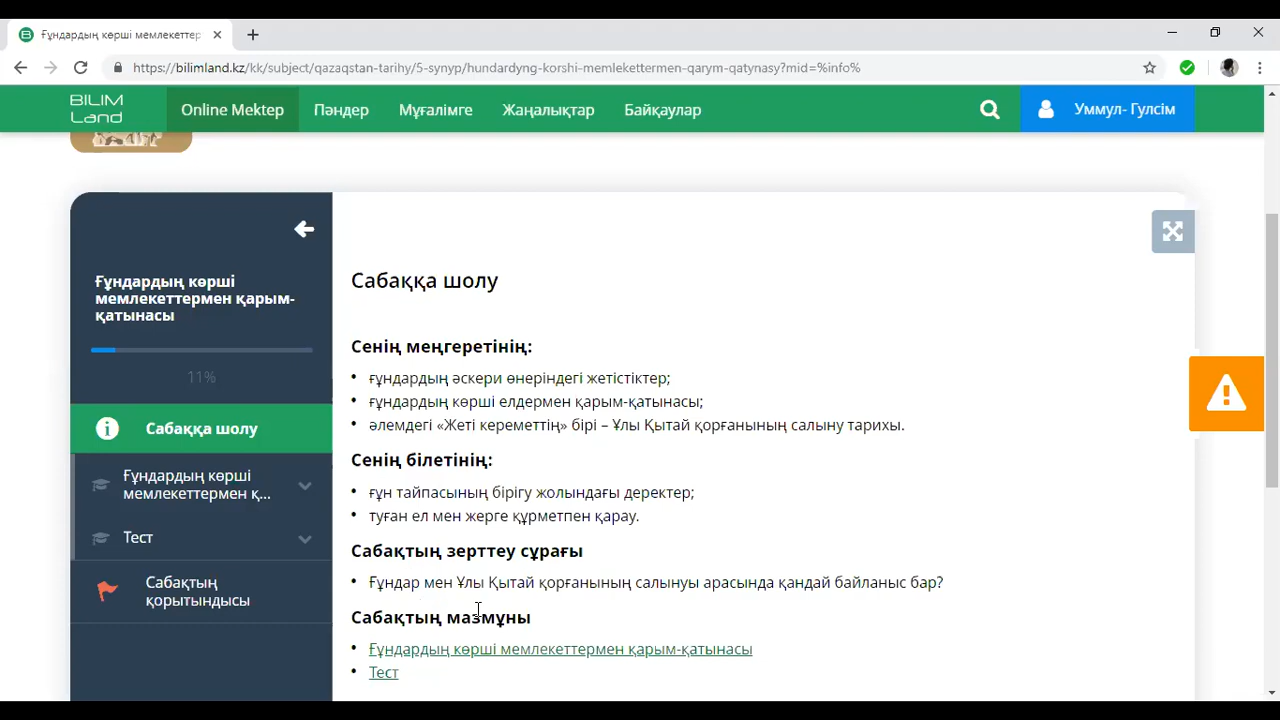 Ғұндардың көрші мемлекеттер
https://bilimland.kz/kk/subject/qazaqstan-tarihy/5-synyp/hundardyng-korshi-memlekettermen-qarym-qatynasy?mid=%info%
BILIM
Land
Online Mektep
Пәндер
Мұғалімге
Жаңалықтар
Байқаулар
Уммул- Гулсім
Ғұндардың көрші
мемлекеттермен қарым-
қатынасы
11%
Сабаққа шолу
Ғұндардың көрші
мемлекеттермен қ...
Тест
Сабақтың
қорытындысы
Сабаққа шолу
Сенің меңгеретінің:
• ғұндардың әскери өнеріндегі жетістіктер;
• ғұндардың көрші елдермен қарым-қатынасы;
• әлемдегі «Жеті кереметтің» бірі – Ұлы Қытай қорғанының салыну тарихы.
Сенің білетінің:
• ғұн тайпасының бірігу жолындағы деректер;
• туған ел мен жерге құрметпен қарау.
Сабақтың зерттеу сұрағы
• Ғұндар мен Ұлы Қытай қорғанының салынуы арасында қандай байланыс бар?
Сабақтың мазмұны
• Ғұндардың көрші мемлекеттермен қарым-қатынасы
• Тест